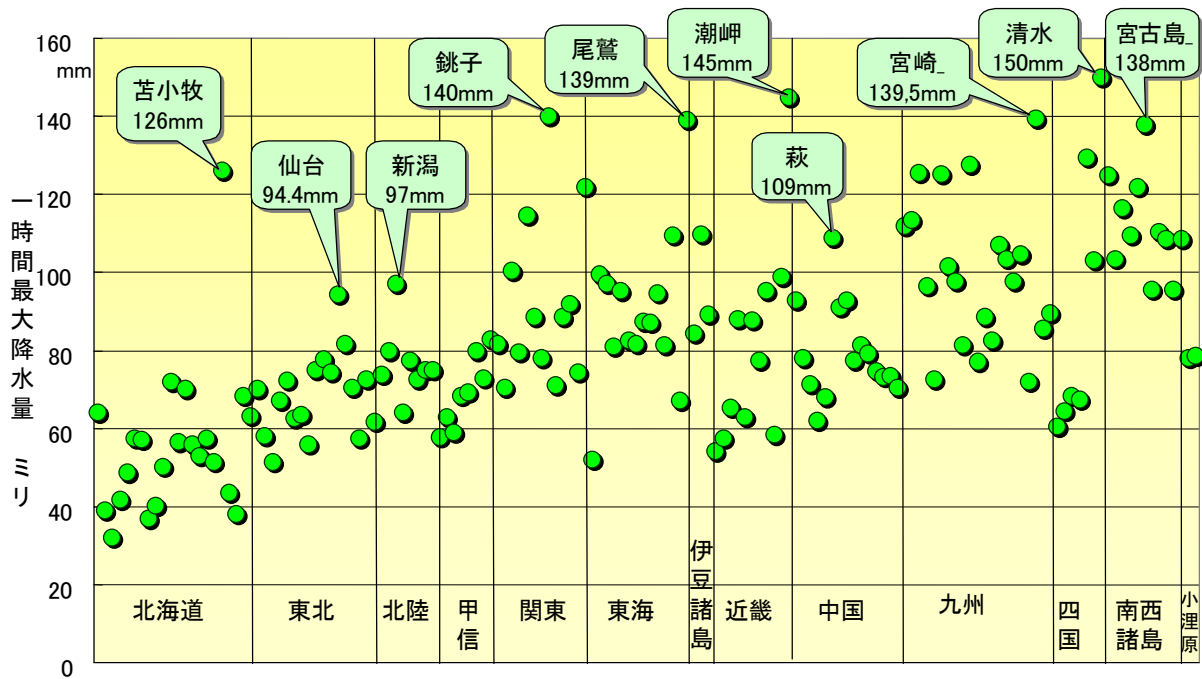 160
mm
140
120
100
80
60
40
20
0
一時間最大降水量 ミリ
苫小牧
126mm
仙台
94.4mm
新潟
97mm
銚子
140mm
尾鷲
139mm
潮岬
145mm
萩
109mm
宮崎_
139,5mm
清水
150mm
宮古島_
138mm
北海道
東北
北陸
甲信
関東
東海
伊豆諸島
近畿
中国
九州
四国
南西
諸島
小浬原